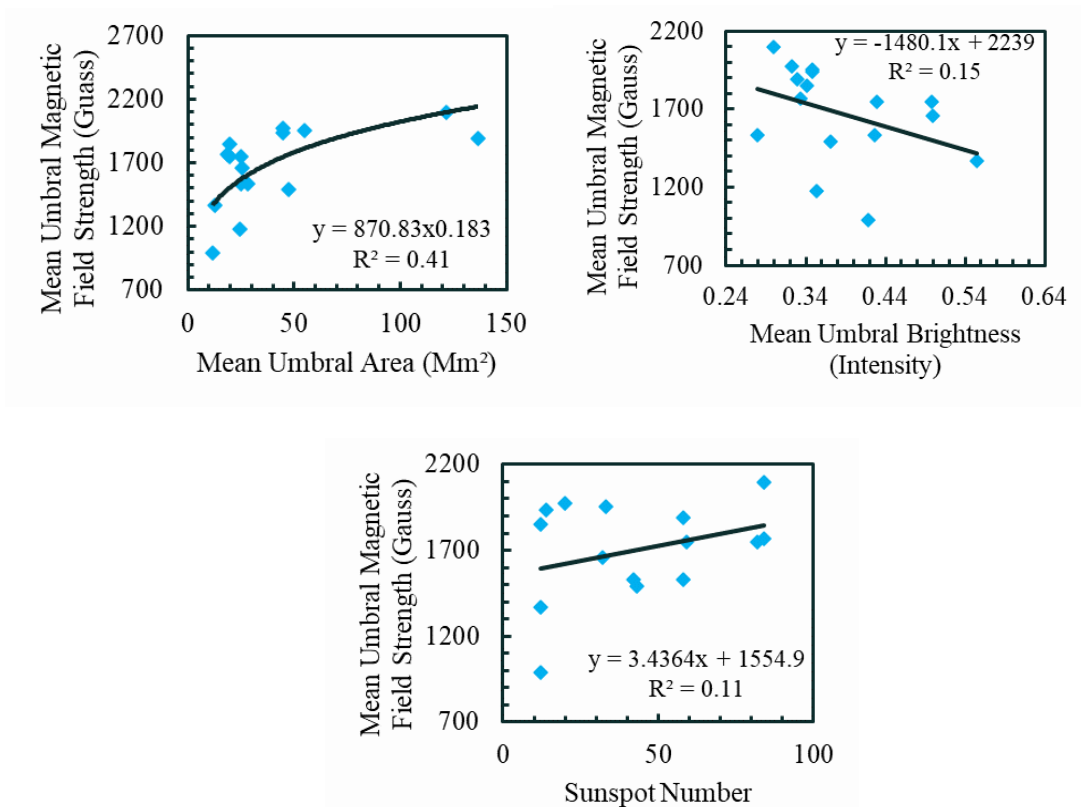 Mean Umbral Magnetic
Field Strength (Guass)
2700
2200
1700
1200
700
y = 870.83x0.183
R² = 0.41
0 50 100 150
Mean Umbral Area (Mm²)
Mean Umbral Magnetic
Field Strength (Gauss)
2200
1700
1200
700
y = -1480.1x + 2239
R² = 0.15
0.24 0.34 0.44 0.54 0.64
Mean Umbral Brightness
(Intensity)
Mean Umbral Magnetic
Field Strength (Gauss)
2200
1700
1200
700
y = 3.4364x + 1554.9
R² = 0.11
0 50 100
Sunspot Number